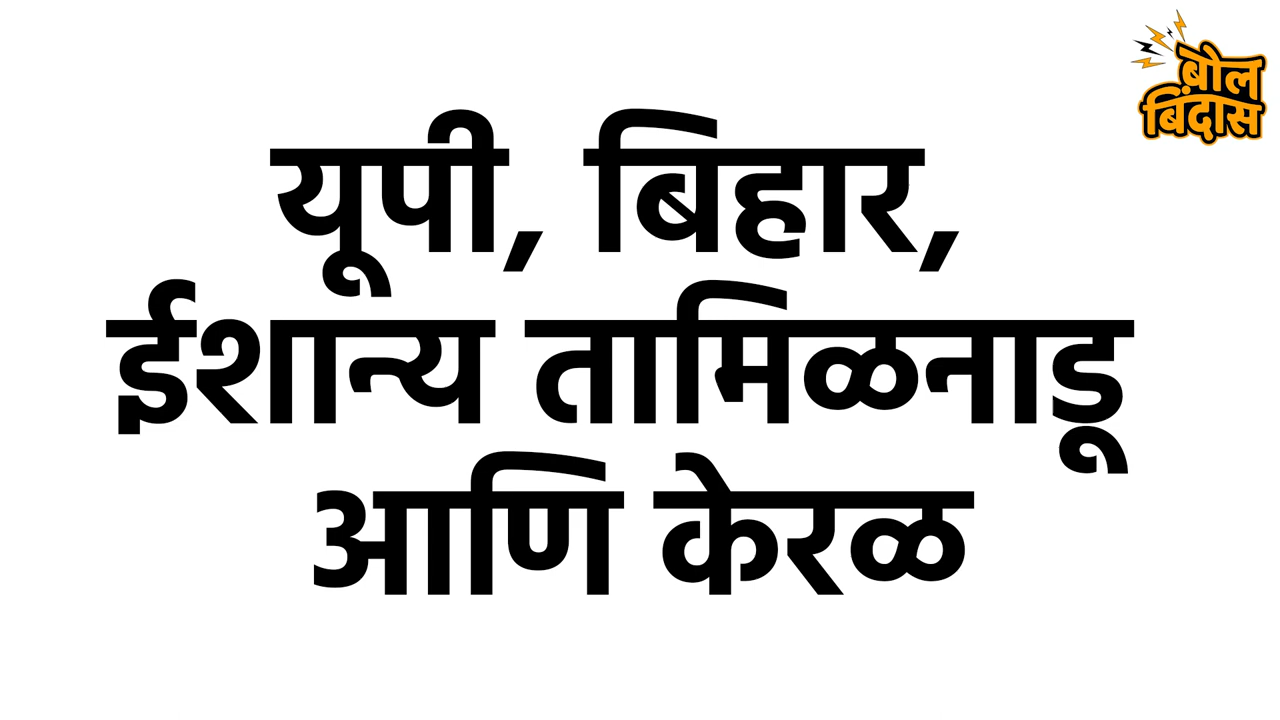 बोल
बिंदास
यूपी, बिहार,
ईशान्य तामिळनाडू
आणि केरळ